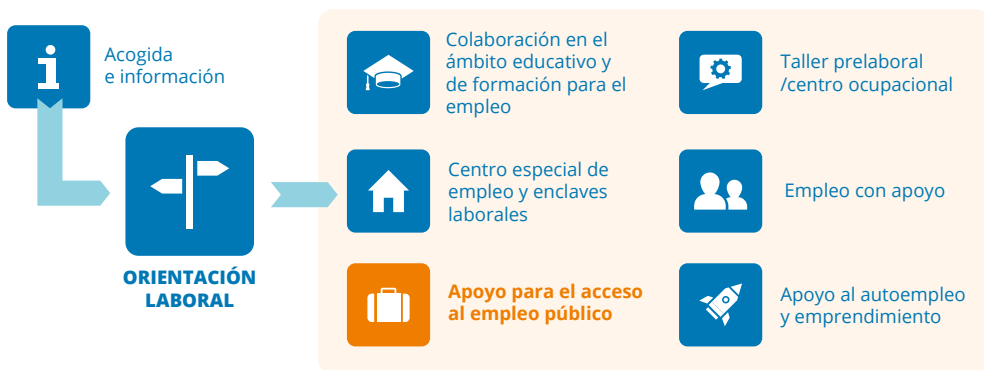 Acogida
e información
ORIENTACIÓN
LABORAL
Colaboración en el
ámbito educativo y
de formación para el
empleo
Taller prelaboral
/centro ocupacional
Centro especial de
empleo y enclaves
laborales
Empleo con apoyo
Apoyo para el acceso
al empleo público
Apoyo al autoempleo
y emprendimiento